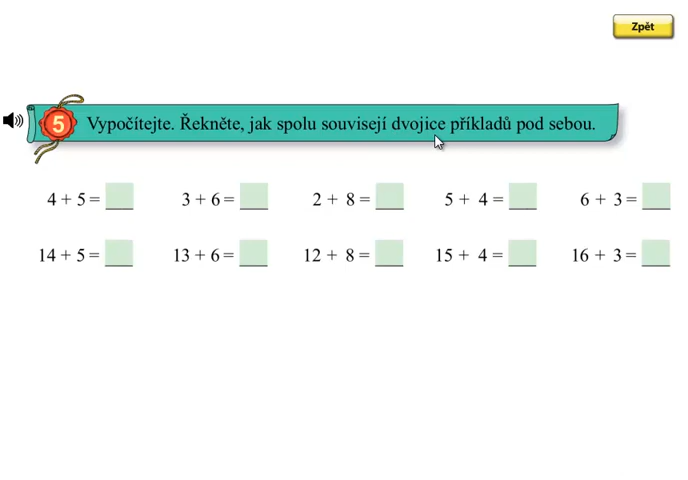 Zpět
5 Vypočítejte. Řekněte, jak spolu souvisejí dvojice příkladů pod sebou.
4 + 5 = 3 + 6 = 2 + 8 = 5 + 4 = 6 + 3 =
14 + 5 = 13 + 6 = 12 + 8 = 15 + 4 = 16 + 3 =